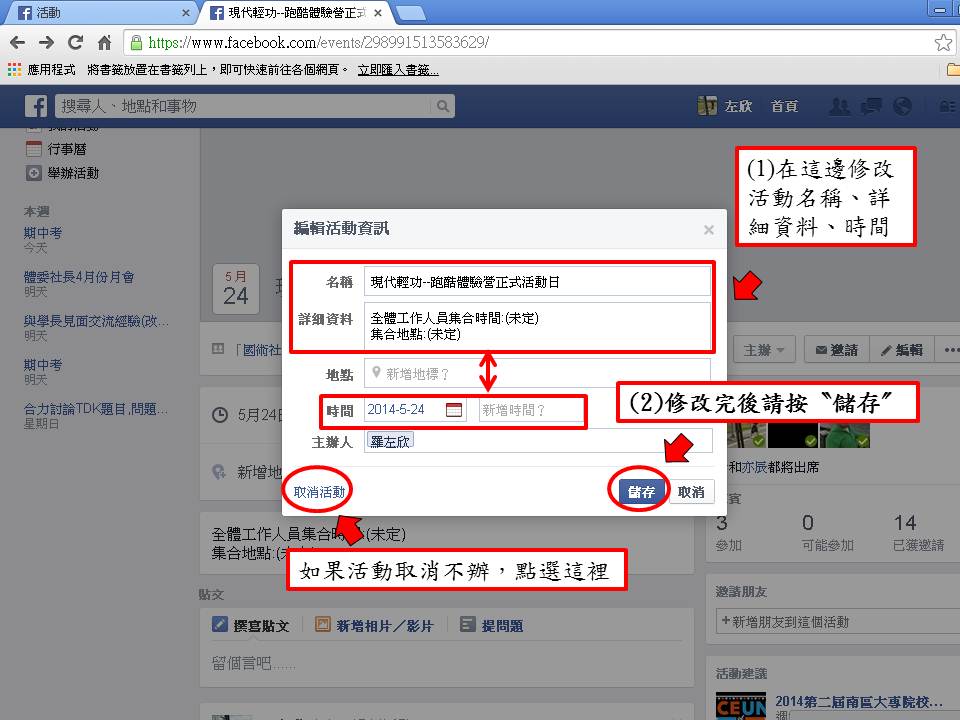 活動
現代輕功--跑酷體驗營正式
https://www.facebook.com/events/298991513583629/
應用程式 將書籤放置在書籤列上，即可快速前往各個網頁。 立即匯入書籤...
搜尋人、地點和事物
左欣 首頁
行事曆
舉辦活動
本週
期中考
今天
體委社長4月份月會
明天
與學長見面交流經驗(改...
明天
期中考
明天
合力討論TDK題目,問題...
星期日
5月
24
「國術社
5月24日
新增地
編輯活動資訊
名稱 現代輕功--跑酷體驗營正式活動日
詳細資料 全體工作人員集合時間:(未定)
集合地點:(未定)
地點 新增地標？
時間 2014-5-24 新增時間？
主辦人 羅左欣
取消活動 儲存 取消
(1)在這邊修改
活動名稱、詳
細資料、時間
(2)修改完後請按〝儲存〞
如果活動取消不辦，點選這裡
主辦 邀請 編輯
和亦辰都將出席
賓
3 0 14
參加 可能參加 已獲邀請
全體工作人員集合時 (未定)
集合地點:(
貼文
撰寫貼文 新增相片／影片 提問題
留個言吧......
邀請朋友
+新增朋友到這個活動
活動建議
2014第二屆南區大專院校...
CEUN